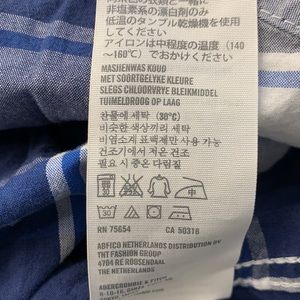 非塩素系の漂白剤のみ
低温のタンブル乾燥機を使用し
てください
アイロンは中程度の温度（140
～160℃）でおかけください
MASJIENWAS KOUD
MET SOORTGELYKE KLEURE
SLEGS CHLOORVRYE BLEIKMIDDEL
TUIMELDROOG OP LAAG
찬물에 세탁 (30℃)
비슷한 색상끼리 세탁
비염소계 표백제만 사용
건조기에서 저온 건조
필요시 중온 다림질
중
30
RN 75654 CA 50316
ABFICO NETHERLANDS DISTRIBUTION BV
TNT FASHION GROUP
4704 RE ROOSENDAAL
THE NETHERLANDS
ABERCROMBIE & FITCH